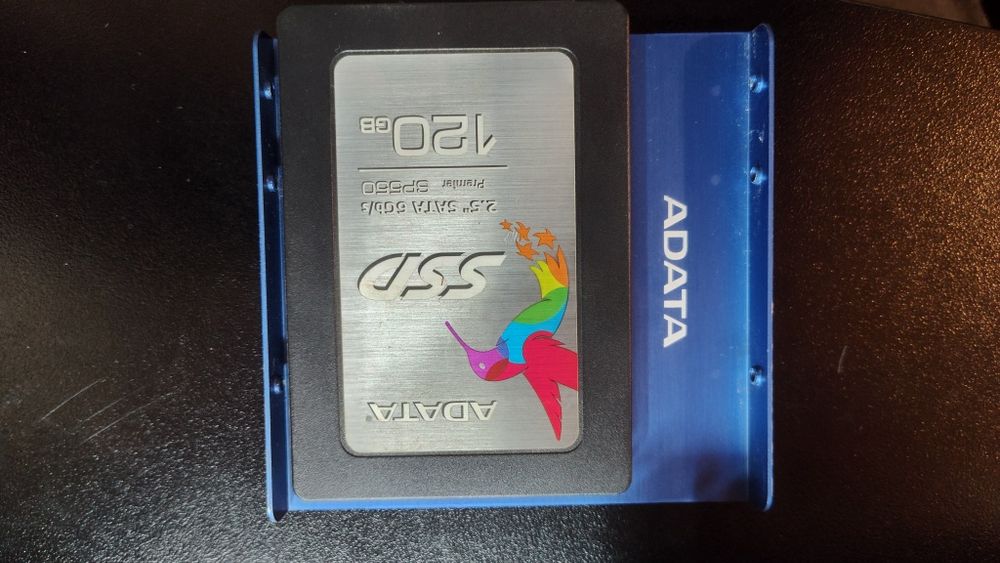 ADATA®
SSD
2.5" SATA 6Gb/s
Premier SP550
120GB
ADATA